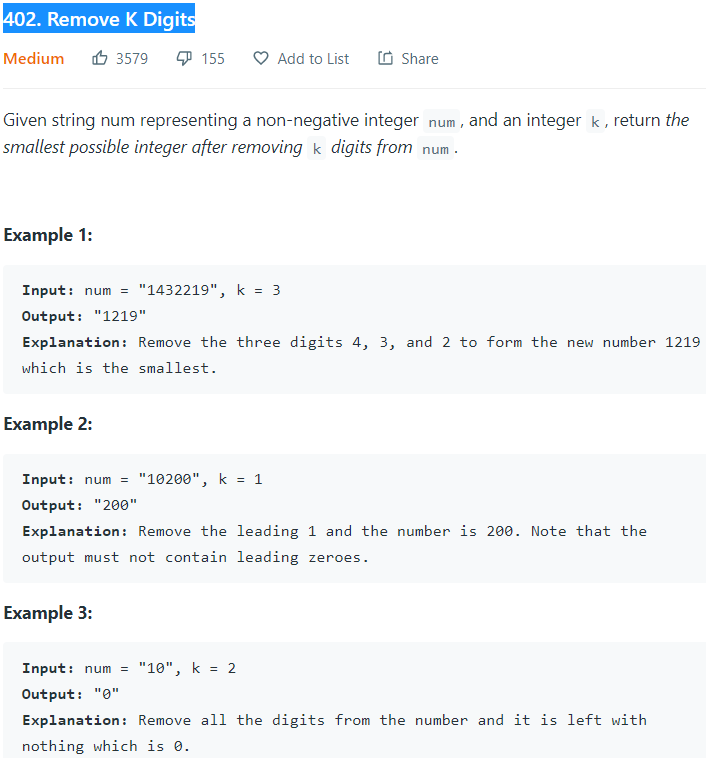 402. Remove K Digits
Medium 3579 155 Add to List Share
Given string num representing a non-negative integer num, and an integer k, return the
smallest possible integer after removing k digits from num.
Example 1:
Input: num = "1432219", k = 3
Output: "1219"
Explanation: Remove the three digits 4, 3, and 2 to form the new number 1219
which is the smallest.
Example 2:
Input: num = "10200", k = 1
Output: "200"
Explanation: Remove the leading 1 and the number is 200. Note that the
output must not contain leading zeroes.
Example 3:
Input: num = "10", k = 2
Output: "0"
Explanation: Remove all the digits from the number and it is left with
nothing which is 0.